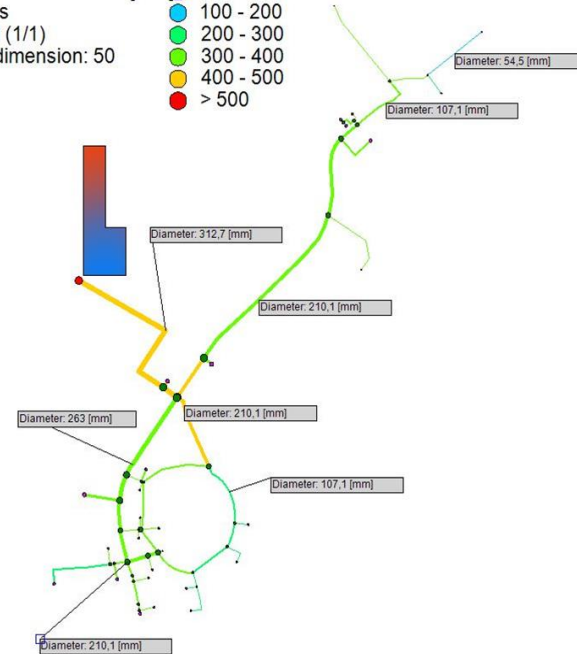 s
(1/1)
dimension: 50
100 - 200
200 - 300
300 - 400
400 - 500
> 500
Diameter: 54,5 [mm]
Diameter: 107,1 [mm]
Diameter: 312,7 [mm]
Diameter: 210,1 [mm]
Diameter: 263 [mm]
Diameter: 210,1 [mm]
Diameter: 107,1 [mm]
Diameter: 210,1 [mm]